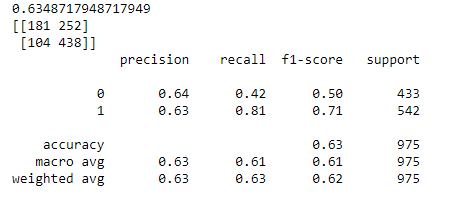 0.6348717948717949
[[181 252]
[104 438]]
precision recall f1-score support
0 0.64 0.42 0.50 433
1 0.63 0.81 0.71 542
accuracy 0.63 975
macro avg 0.63 0.61 0.61 975
weighted avg 0.63 0.63 0.62 975